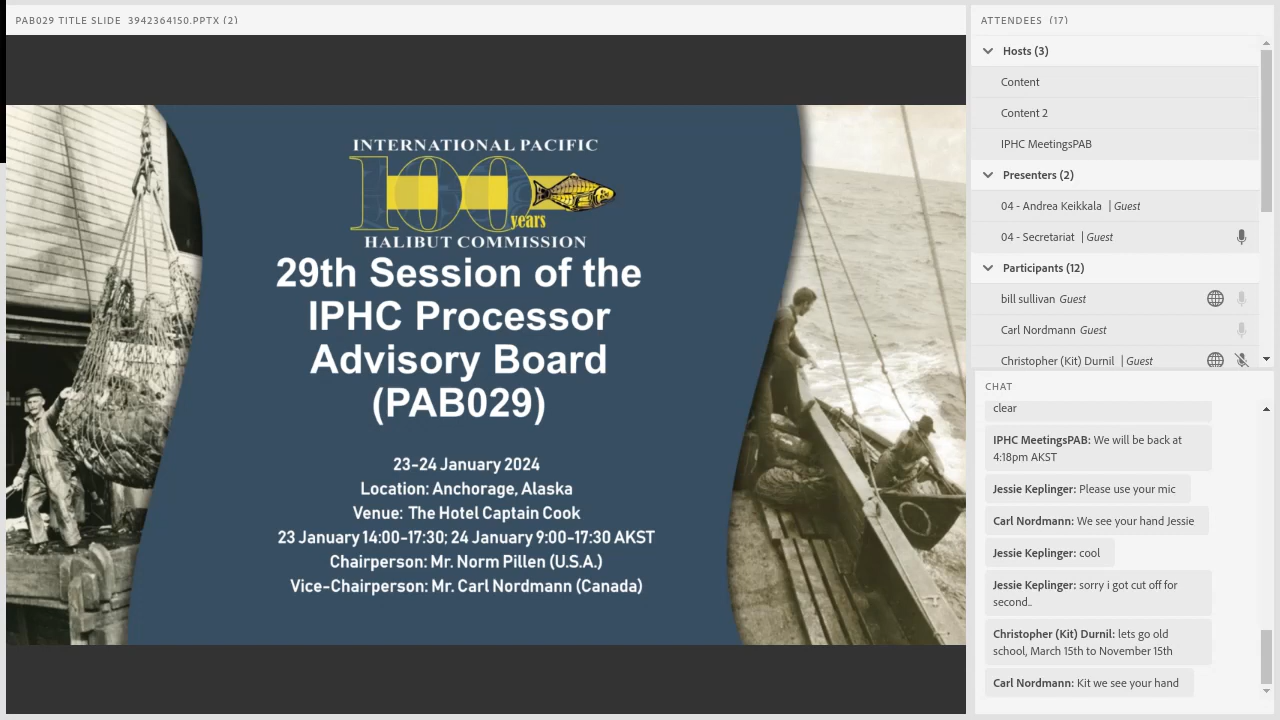 PAB029 TITLE SLIDE_3942364150.PPTX (2)
INTERNATIONAL PACIFIC
100
years
HALIBUT COMMISSION
29th Session of the
IPHC Processor
Advisory Board
(PAB029)
23-24 January 2024
Location: Anchorage, Alaska
Venue: The Hotel Captain Cook
23 January 14:00-17:30; 24 January 9:00-17:30 AKST
Chairperson: Mr. Norm Pillen (U.S.A.)
Vice-Chairperson: Mr. Carl Nordmann (Canada)
ATTENDEES (17)
Hosts (3)
Content
Content 2
IPHC MeetingsPAB
Presenters (2)
04 - Andrea Keikkala | Guest
04 - Secretariat | Guest
Participants (12)
bill sullivan Guest
Carl Nordmann Guest
Christopher (Kit) Durnil | Guest
CHAT
clear
IPHC MeetingsPAB: We will be back at
4:18pm AKST
Jessie Keplinger: Please use your mic
Carl Nordmann: We see your hand Jessie
Jessie Keplinger: cool
Jessie Keplinger: sorry i got cut off for
second..
Christopher (Kit) Durnil: lets go old
school, March 15th to November 15th
Carl Nordmann: Kit we see your hand